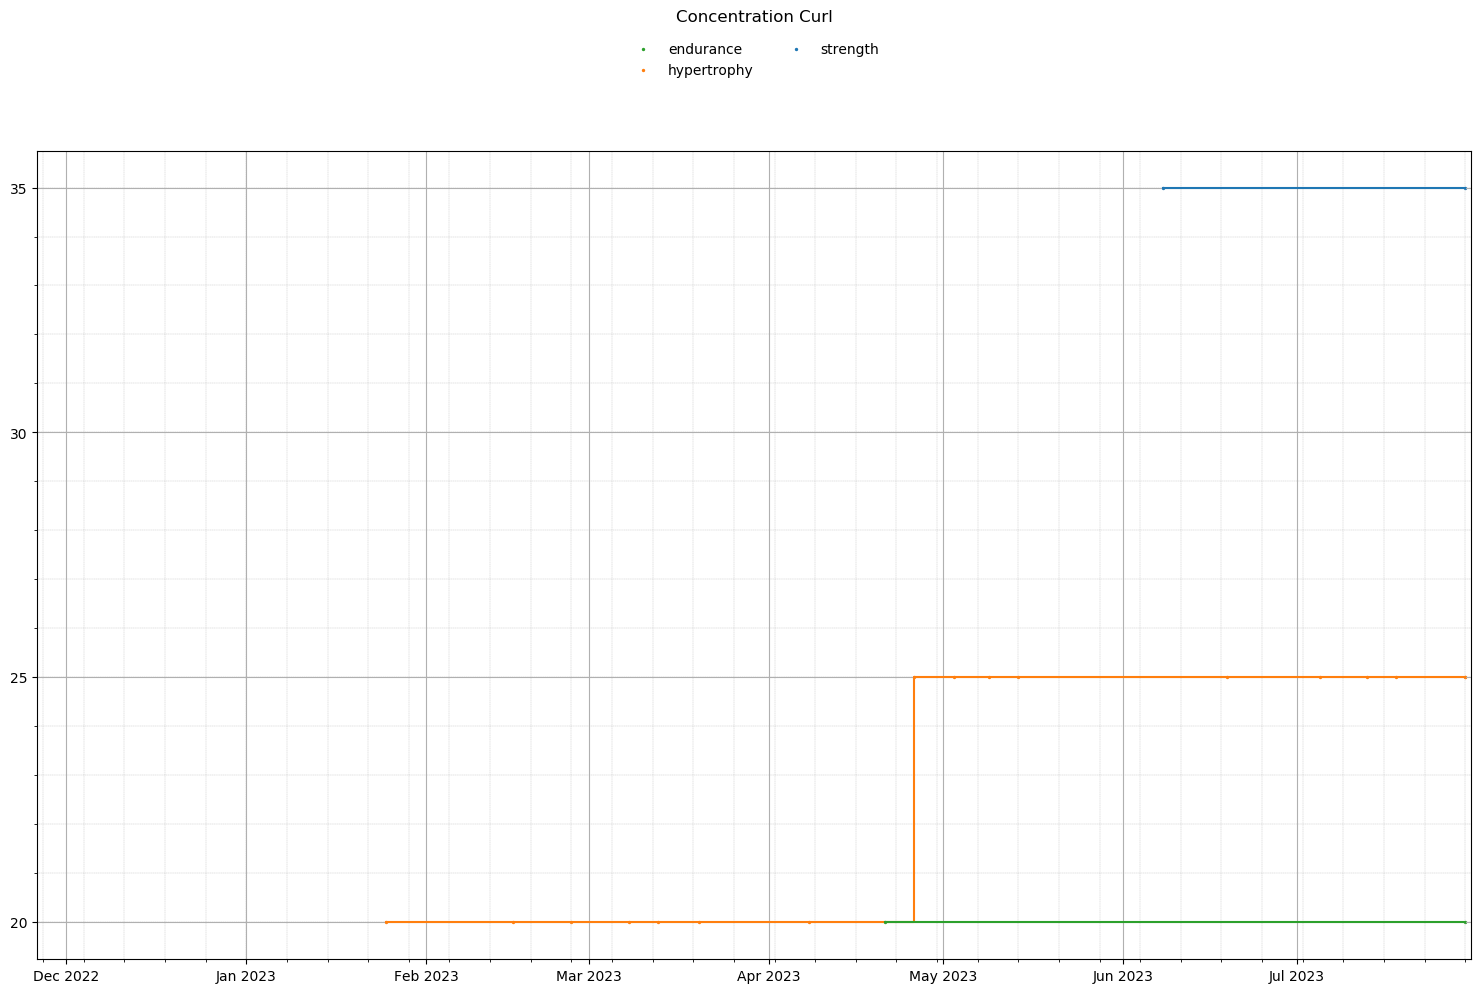 Concentration Curl
endurance strength
hypertrophy
35
30
25
20
Dec 2022 Jan 2023 Feb 2023 Mar 2023 Apr 2023 May 2023 Jun 2023 Jul 2023